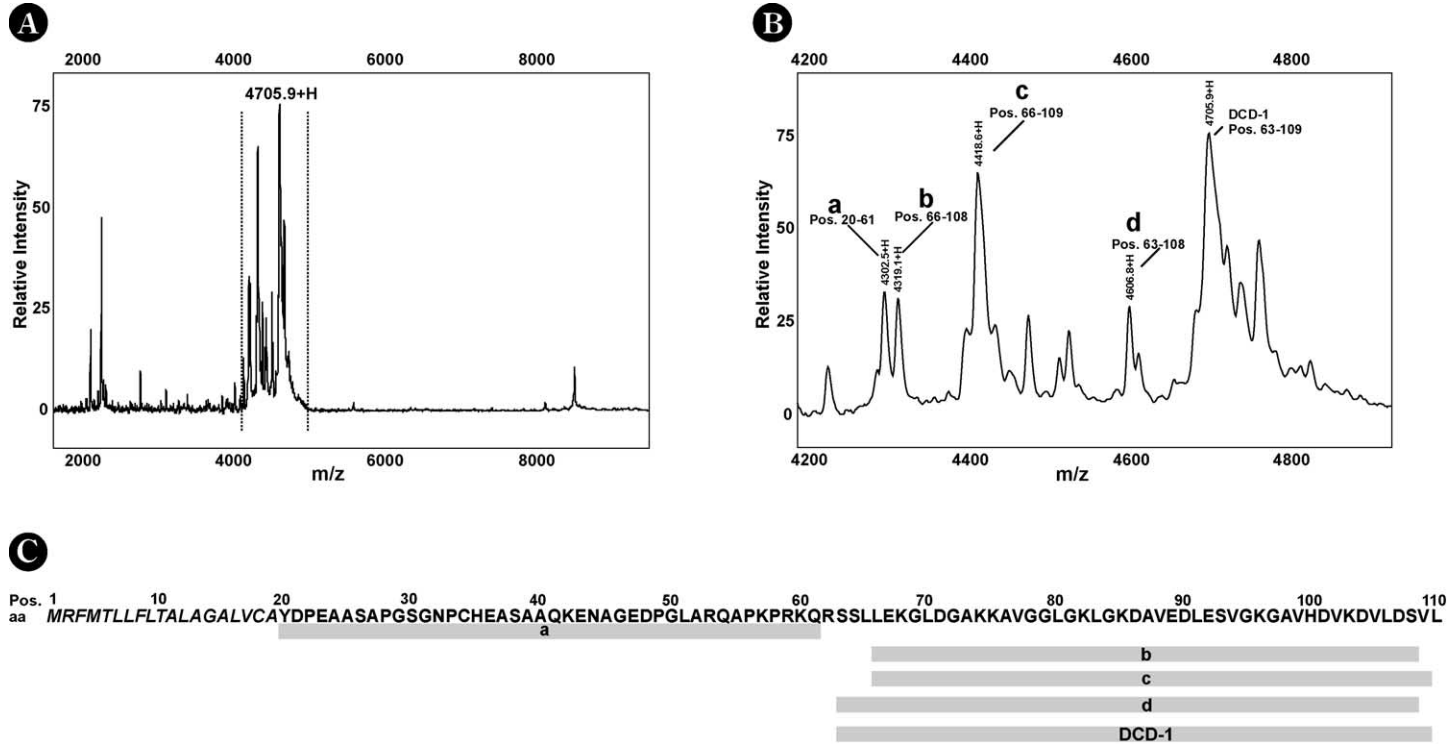 A
2000 4000 6000 8000
4705.9+H
75
50
25
0
Relative Intensity
2000 4000 6000 8000
m/z
B
4200 4400 4600 4800
c
Pos. 66-109
4418.6+H
4705.9+H
DCD-1
Pos. 63-109
75
a
Pos. 20-61
b
Pos. 66-108
d
Pos. 63-108
50
4302.5+H
4319.1+H
4606.8+H
25
0
Relative Intensity
4200 4400 4600 4800
m/z
C
Pos. 1 10 20 30 40 50 60 70 80 90 100 110
aa MRFMTLLFLTALAGALVCAYDPEAASAPGSGNPCHEASAAQKENAGEDPGLARQAPKPRKQRSSLLEKGLDGAKKAVGGLGKLGKDAVEDLESVGKGAVHDVKDVLDSVL
a
b
c
d
DCD-1